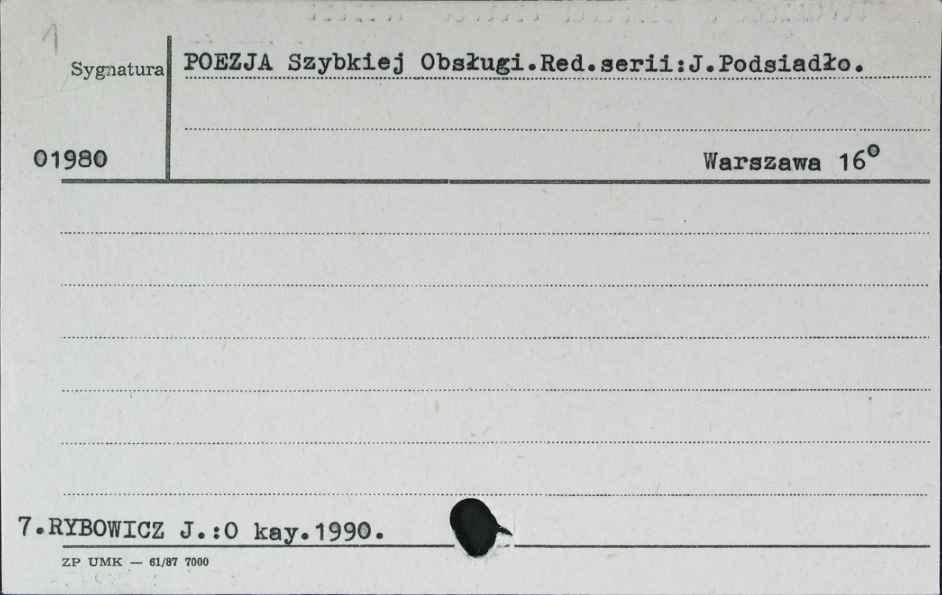 1
Sygnatura
POEZJA Szybkiej Obsługi.Red.serii:J.Podsiadło.
01980
Warszawa 16°
7.RYBOWICZ J.:O kay.1990.
ZP UMK — 61/87 7000